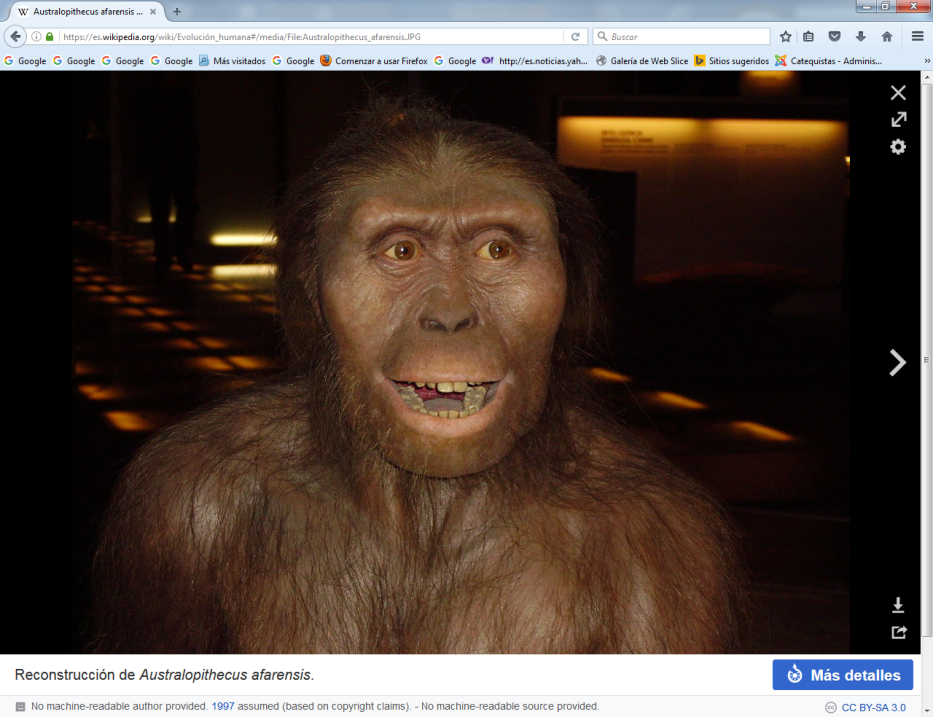 Australopithecus afarensis ...
https://es.wikipedia.org/wiki/Evolución_humana#/media/File:Australopithecus_afarensis.JPG
Buscar
Google Google Google Google Más visitados Google Comenzar a usar Firefox Google http://es.noticias.yah... Galería de Web Slice Sitios sugeridos Catequistas - Adminis... »
Reconstrucción de Australopithecus afarensis.
Más detalles
No machine-readable author provided. 1997 assumed (based on copyright claims). - No machine-readable source provided.
CC BY-SA 3.0